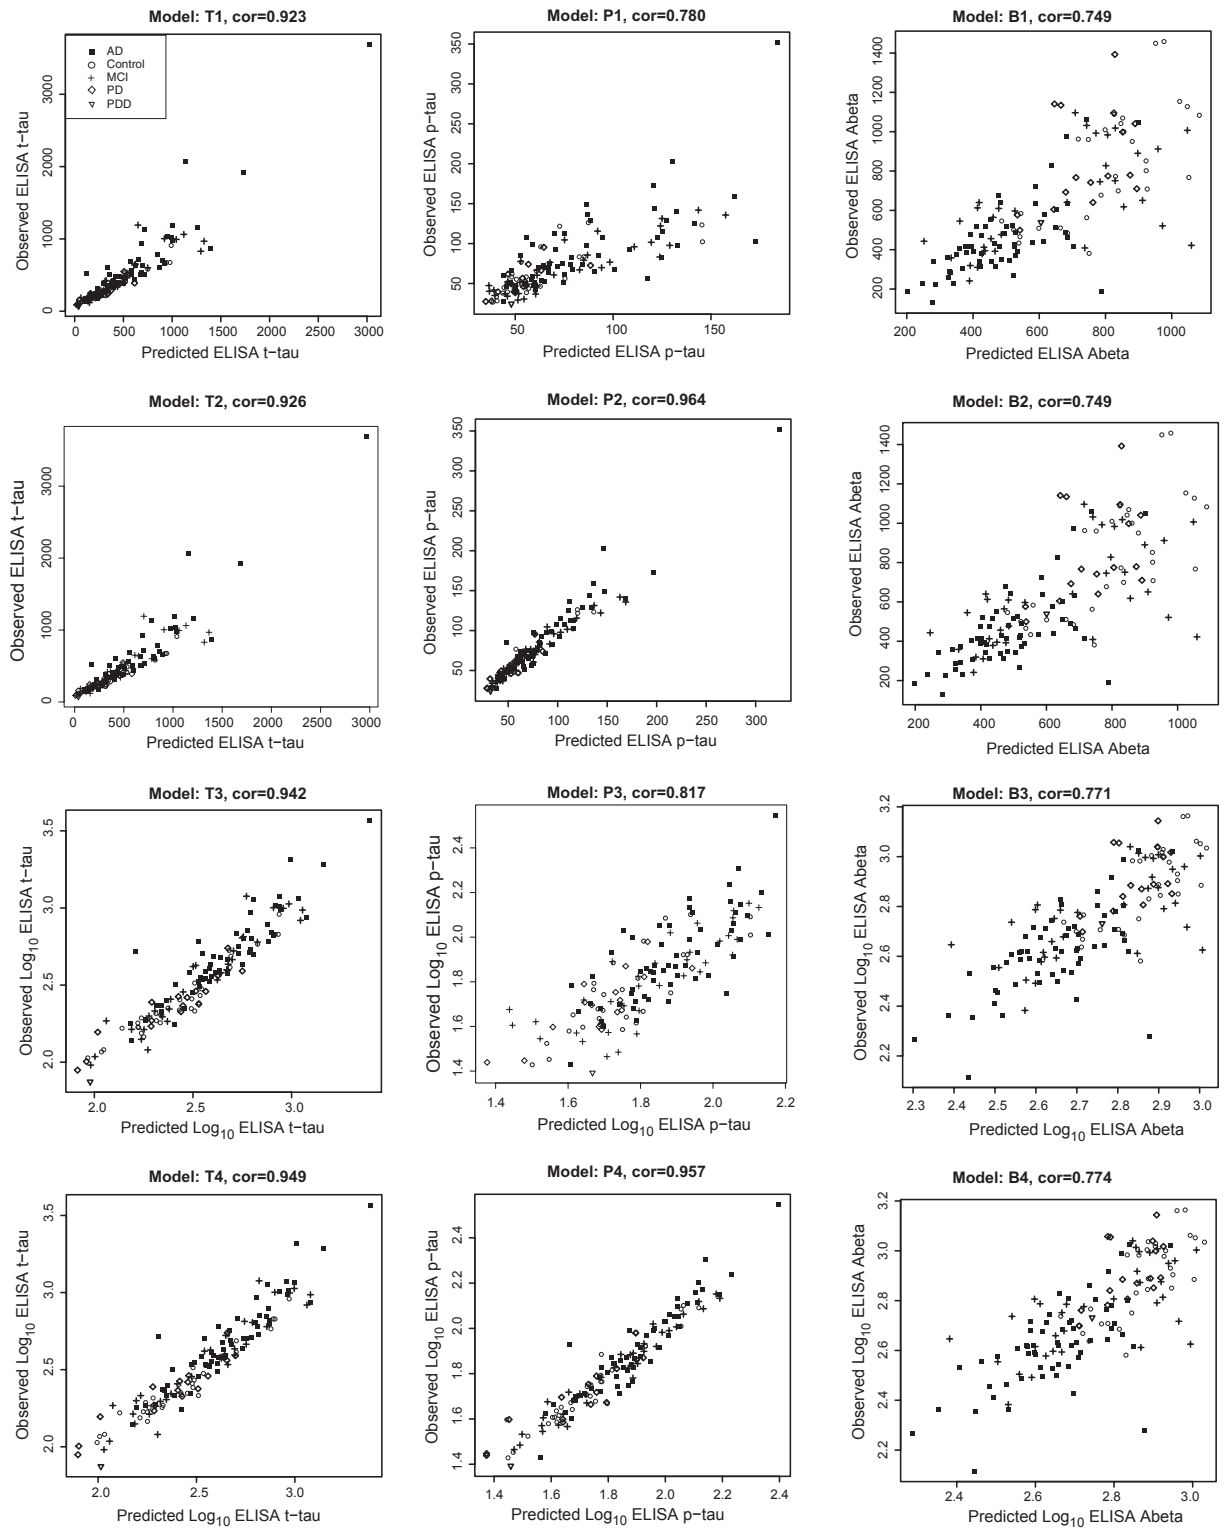 Model: T1, cor=0.923
Observed ELISA t−tau
3000
2000
1000
0
AD
Control
MCI
PD
PDD
0 500 1000 1500 2000 2500 3000
Predicted ELISA t−tau
Model: P1, cor=0.780
Observed ELISA p−tau
350
300
250
200
150
100
50
50 100 150
Predicted ELISA p−tau
Model: B1, cor=0.749
Observed ELISA Abeta
1400
1200
1000
800
600
400
200
200 400 600 800 1000
Predicted ELISA Abeta
Model: T2, cor=0.926
Observed ELISA t−tau
3000
2000
1000
0
0 500 1000 1500 2000 2500 3000
Predicted ELISA t−tau
Model: P2, cor=0.964
Observed ELISA p−tau
350
300
250
200
150
100
50
50 100 150 200 250 300
Predicted ELISA p−tau
Model: B2, cor=0.749
Observed ELISA Abeta
1400
1200
1000
800
600
400
200
200 400 600 800 1000
Predicted ELISA Abeta
Model: T3, cor=0.942
Observed Log10 ELISA t−tau
3.5
3.0
2.5
2.0
2.0 2.5 3.0
Predicted Log10 ELISA t−tau
Model: P3, cor=0.817
Observed Log10 ELISA p−tau
2.4
2.2
2.0
1.8
1.6
1.4
1.4 1.6 1.8 2.0 2.2
Predicted Log10 ELISA p−tau
Model: B3, cor=0.771
Observed Log10 ELISA Abeta
3.2
3.0
2.8
2.6
2.4
2.2
2.3 2.4 2.5 2.6 2.7 2.8 2.9 3.0
Predicted Log10 ELISA Abeta
Model: T4, cor=0.949
Observed Log10 ELISA t−tau
3.5
3.0
2.5
2.0
2.0 2.5 3.0
Predicted Log10 ELISA t−tau
Model: P4, cor=0.957
Observed Log10 ELISA p−tau
2.4
2.2
2.0
1.8
1.6
1.4
1.4 1.6 1.8 2.0 2.2 2.4
Predicted Log10 ELISA p−tau
Model: B4, cor=0.774
Observed Log10 ELISA Abeta
3.2
3.0
2.8
2.6
2.4
2.2
2.4 2.6 2.8 3.0
Predicted Log10 ELISA Abeta